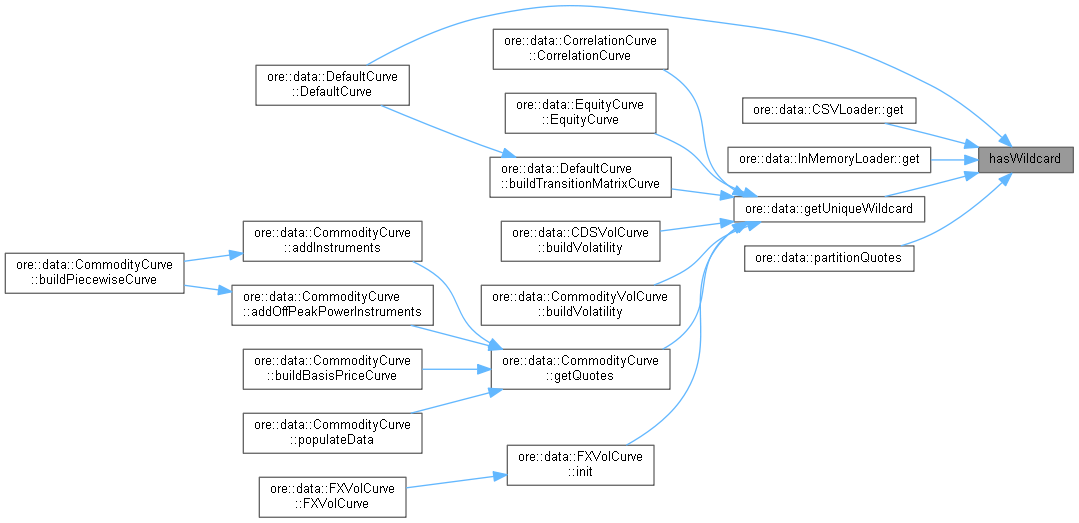 ore::data::CorrelationCurve
::CorrelationCurve
ore::data::DefaultCurve
::DefaultCurve
ore::data::EquityCurve
::EquityCurve
ore::data::CSVLoader::get
ore::data::InMemoryLoader::get
hasWildcard
ore::data::DefaultCurve
::buildTransitionMatrixCurve
ore::data::getUniqueWildcard
ore::data::CommodityCurve
::addInstruments
ore::data::CDSVolCurve
::buildVolatility
ore::data::partitionQuotes
ore::data::CommodityCurve
::buildPiecewiseCurve
ore::data::CommodityCurve
::addOffPeakPowerInstruments
ore::data::CommodityVolCurve
::buildVolatility
ore::data::CommodityCurve
::buildBasisPriceCurve
ore::data::CommodityCurve
::getQuotes
ore::data::CommodityCurve
::populateData
ore::data::FXVolCurve
::init
ore::data::FXVolCurve
::FXVolCurve